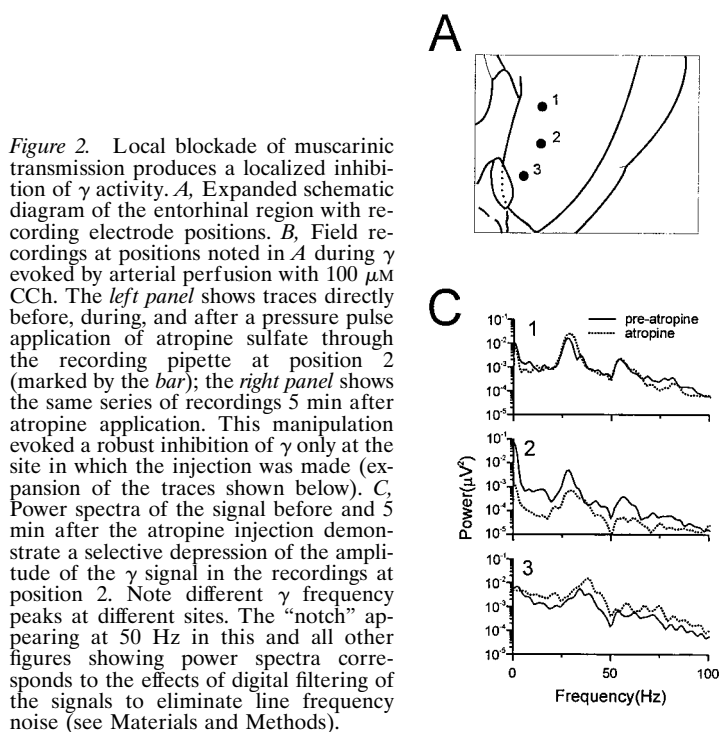 A
1
2
3
Figure 2. Local blockade of muscarinic
transmission produces a localized inhibi-
tion of γ activity. A, Expanded schematic
diagram of the entorhinal region with re-
cording electrode positions. B, Field re-
cordings at positions noted in A during γ
evoked by arterial perfusion with 100 μM
CCh. The left panel shows traces directly
before, during, and after a pressure pulse
application of atropine sulfate through
the recording pipette at position 2
(marked by the bar); the right panel shows
the same series of recordings 5 min after
atropine application. This manipulation
evoked a robust inhibition of γ only at the
site in which the injection was made (ex-
pansion of the traces shown below). C,
Power spectra of the signal before and 5
min after the atropine injection demon-
strate a selective depression of the ampli-
tude of the γ signal in the recordings at
position 2. Note different γ frequency
peaks at different sites. The “notch” ap-
pearing at 50 Hz in this and all other
figures showing power spectra corre-
sponds to the effects of digital filtering of
the signals to eliminate line frequency
noise (see Materials and Methods).
C
1
pre-atropine
atropine
10⁻¹
10⁻²
10⁻³
10⁻⁴
10⁻⁵
2
10⁻¹
10⁻²
10⁻³
10⁻⁴
10⁻⁵
Power(μV²)
3
10⁻¹
10⁻²
10⁻³
10⁻⁴
10⁻⁵
0 50 100
Frequency(Hz)